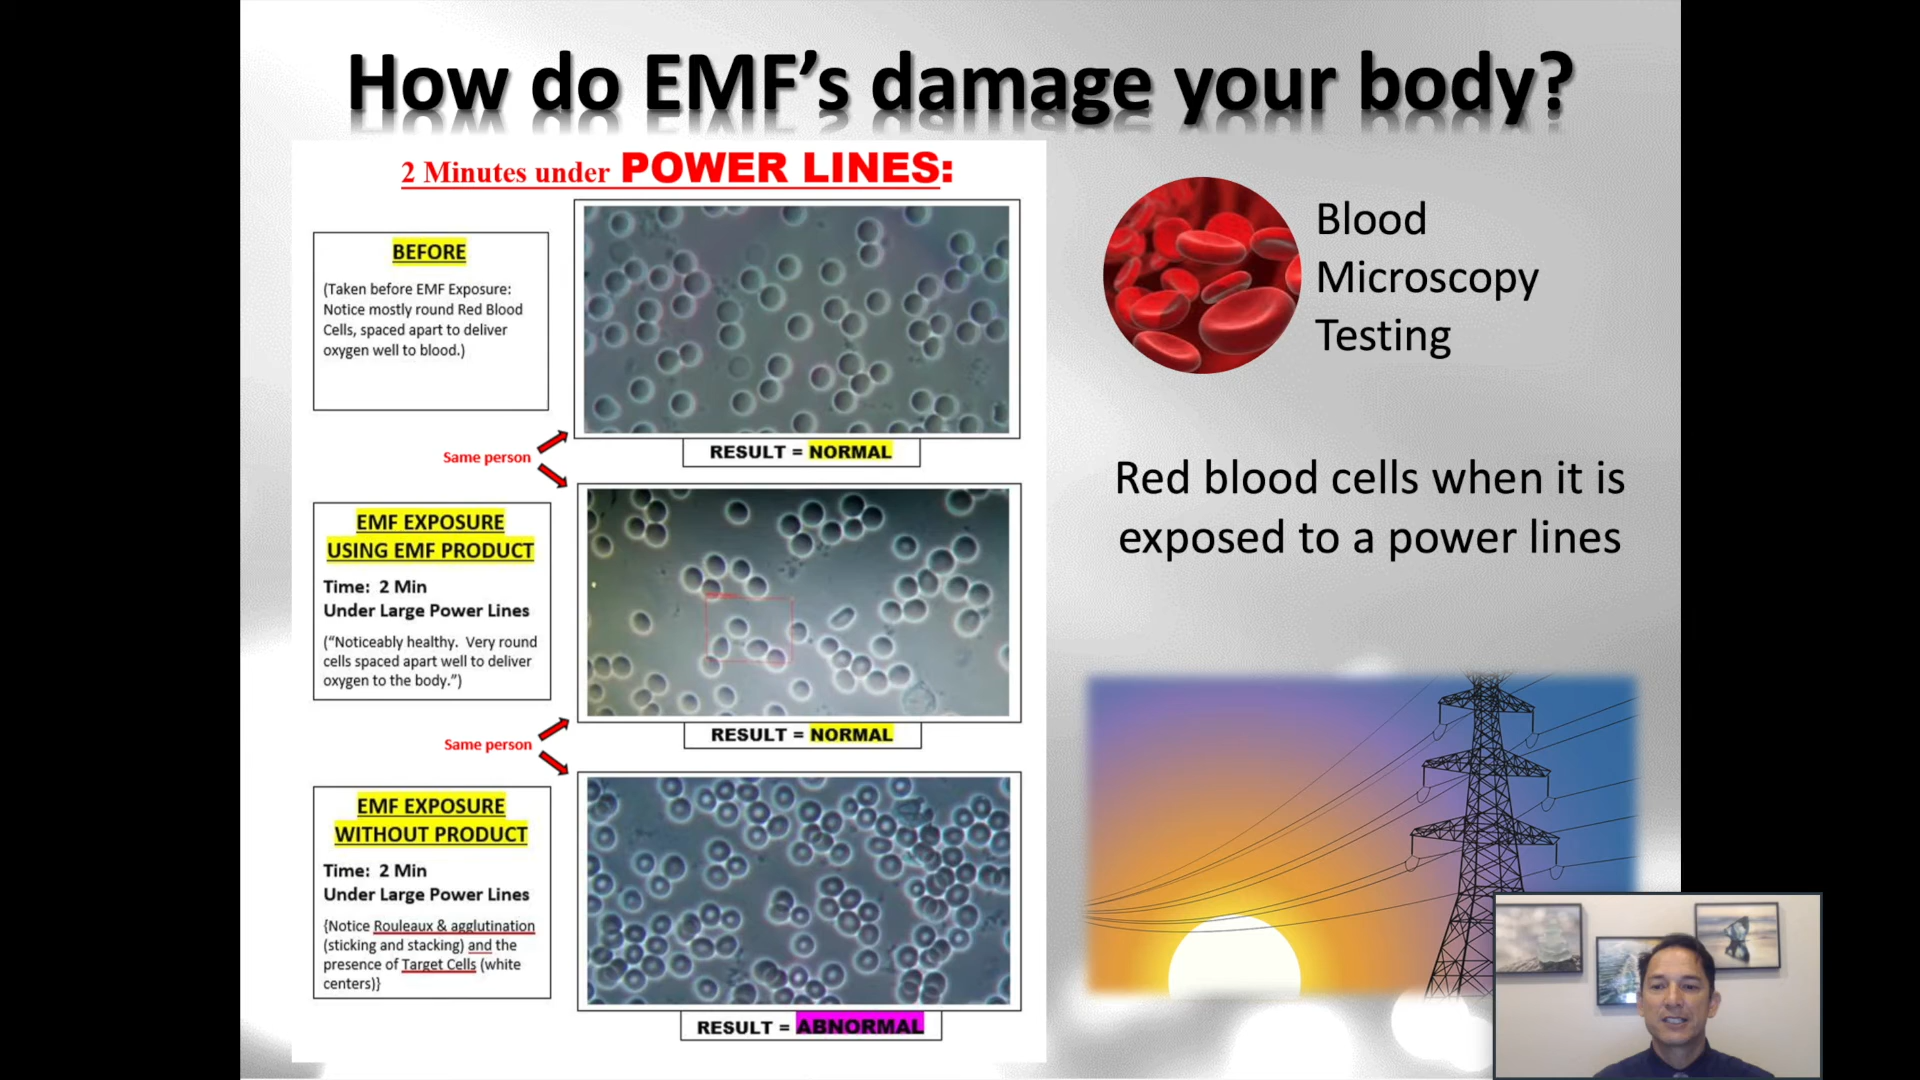 How do EMF's damage your body?
2 Minutes under POWER LINES:
BEFORE
(Taken before EMF Exposure:
Notice mostly round Red Blood
Cells, spaced apart to deliver
oxygen well to blood.)
RESULT = NORMAL
Same person
EMF EXPOSURE
USING EMF PRODUCT
Time: 2 Min
Under Large Power Lines
(“Noticeably healthy. Very round
cells spaced apart well to deliver
oxygen to the body.”)
RESULT = NORMAL
Same person
EMF EXPOSURE
WITHOUT PRODUCT
Time: 2 Min
Under Large Power Lines
{Notice Rouleaux & agglutination
(sticking and stacking) and the
presence of Target Cells (white
centers)}
RESULT = ABNORMAL
Blood
Microscopy
Testing
Red blood cells when it is
exposed to a power lines